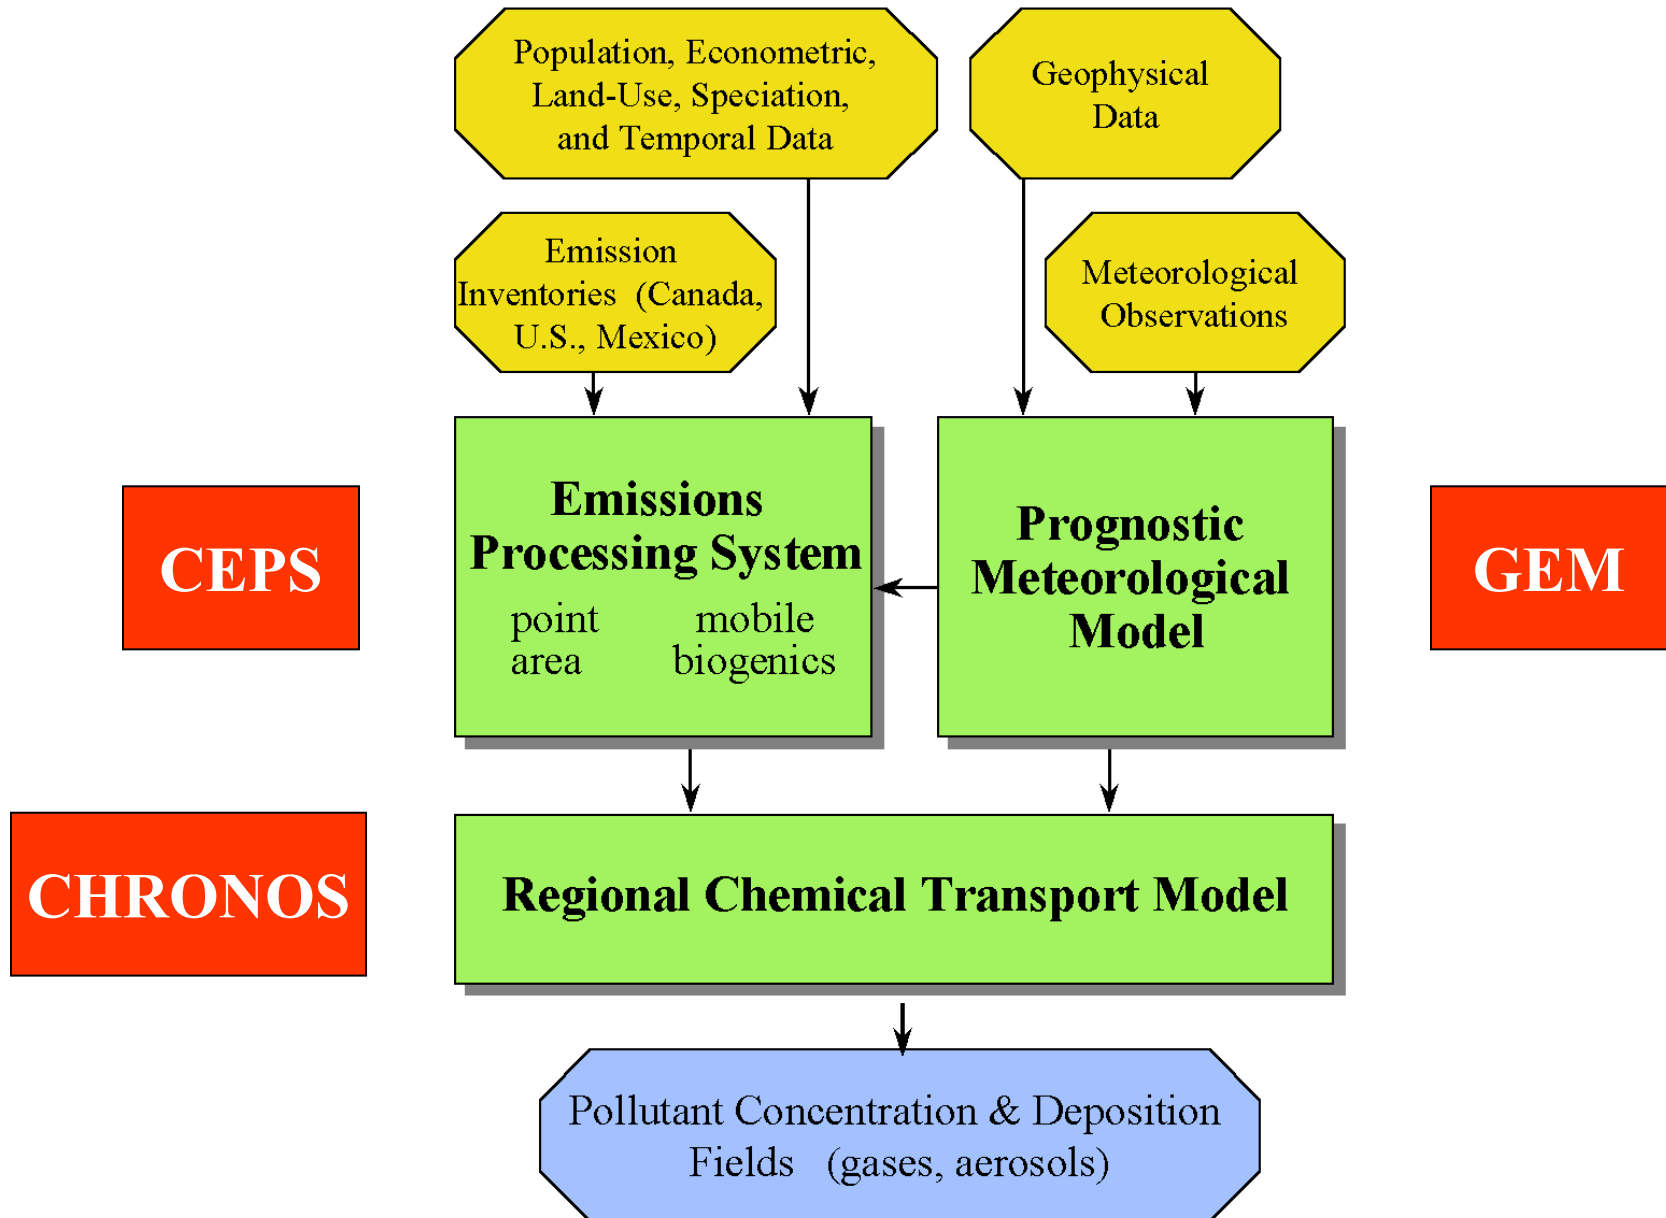 Population, Econometric,
Land-Use, Speciation,
and Temporal Data
Geophysical
Data
Emission
Inventories (Canada,
U.S., Mexico)
Meteorological
Observations
CEPS
Emissions
Processing System
point mobile
area biogenics
Prognostic
Meteorological
Model
GEM
CHRONOS
Regional Chemical Transport Model
Pollutant Concentration & Deposition
Fields (gases, aerosols)